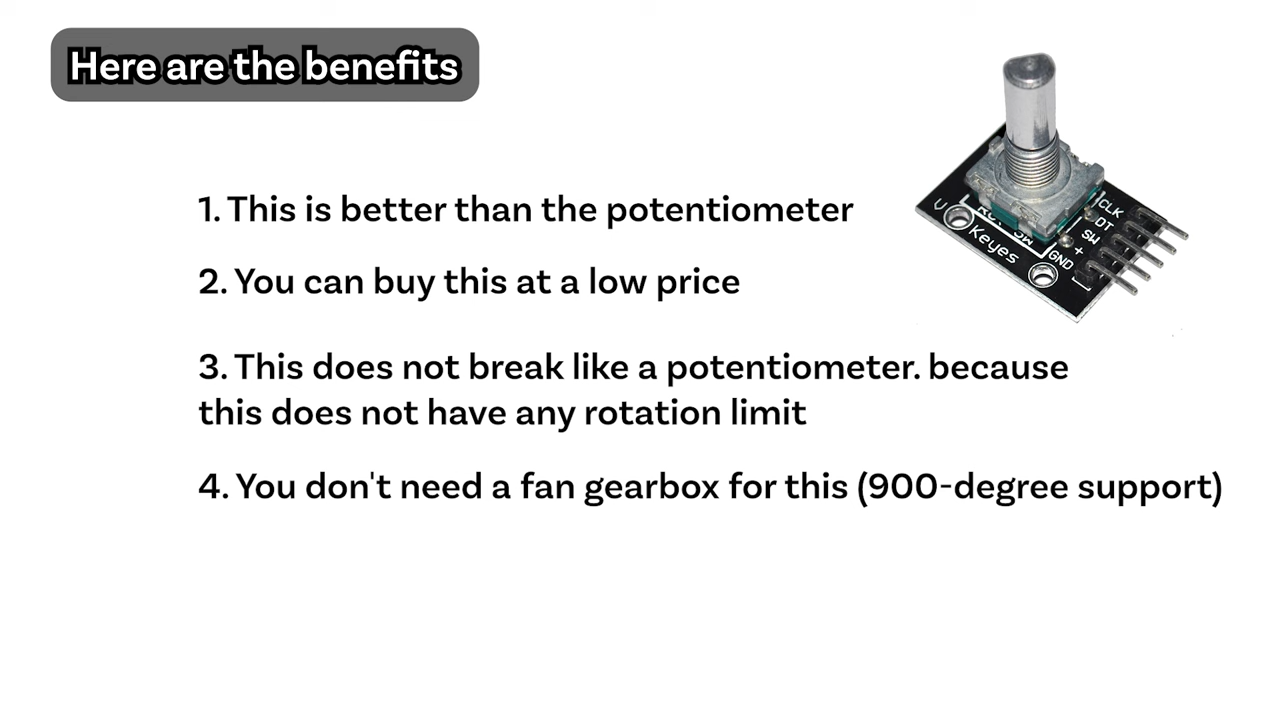 Here are the benefits
1. This is better than the potentiometer
2. You can buy this at a low price
3. This does not break like a potentiometer. because
this does not have any rotation limit
4. You don't need a fan gearbox for this (900-degree support)
CLK
DT
SW
+
GND
Keyes